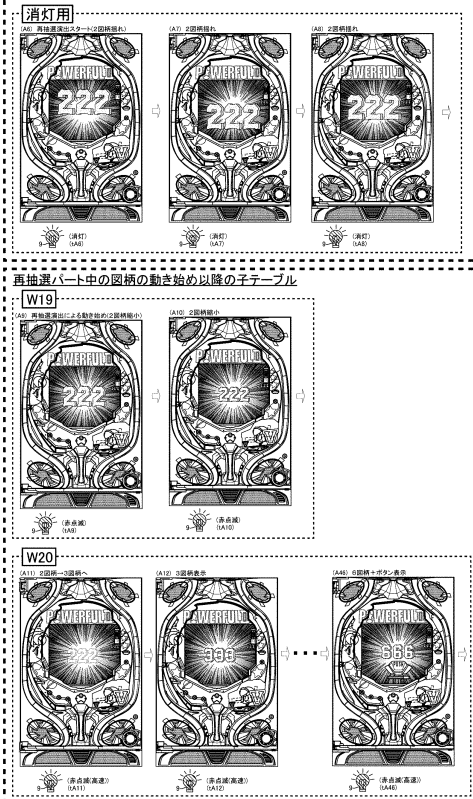 消灯用
(A6) 再抽選演出スタート(2図柄揺れ)
(A7) 2図柄揺れ
(A8) 2図柄揺れ
POWERFUL
222
POWERFUL
222
POWERFUL
222
9 (消灯)
(tA6)
9 (消灯)
(tA7)
9 (消灯)
(tA8)
再抽選パート中の図柄の動き始め以降の子テーブル
W19
(A9) 再抽選演出による動き始め(2図柄縮小)
(A10) 2図柄縮小
POWERFUL
222
POWERFUL
222
9 (赤点滅)
(tA9)
9 (赤点滅)
(tA10)
W20
(A11) 2図柄→3図柄へ
(A12) 3図柄表示
(A46) 6図柄+ボタン表示
POWERFUL
222
POWERFUL
333
POWERFUL
666
PUSH
9 (赤点滅(高速))
(tA11)
9 (赤点滅(高速))
(tA12)
9 (赤点滅(高速))
(tA46)